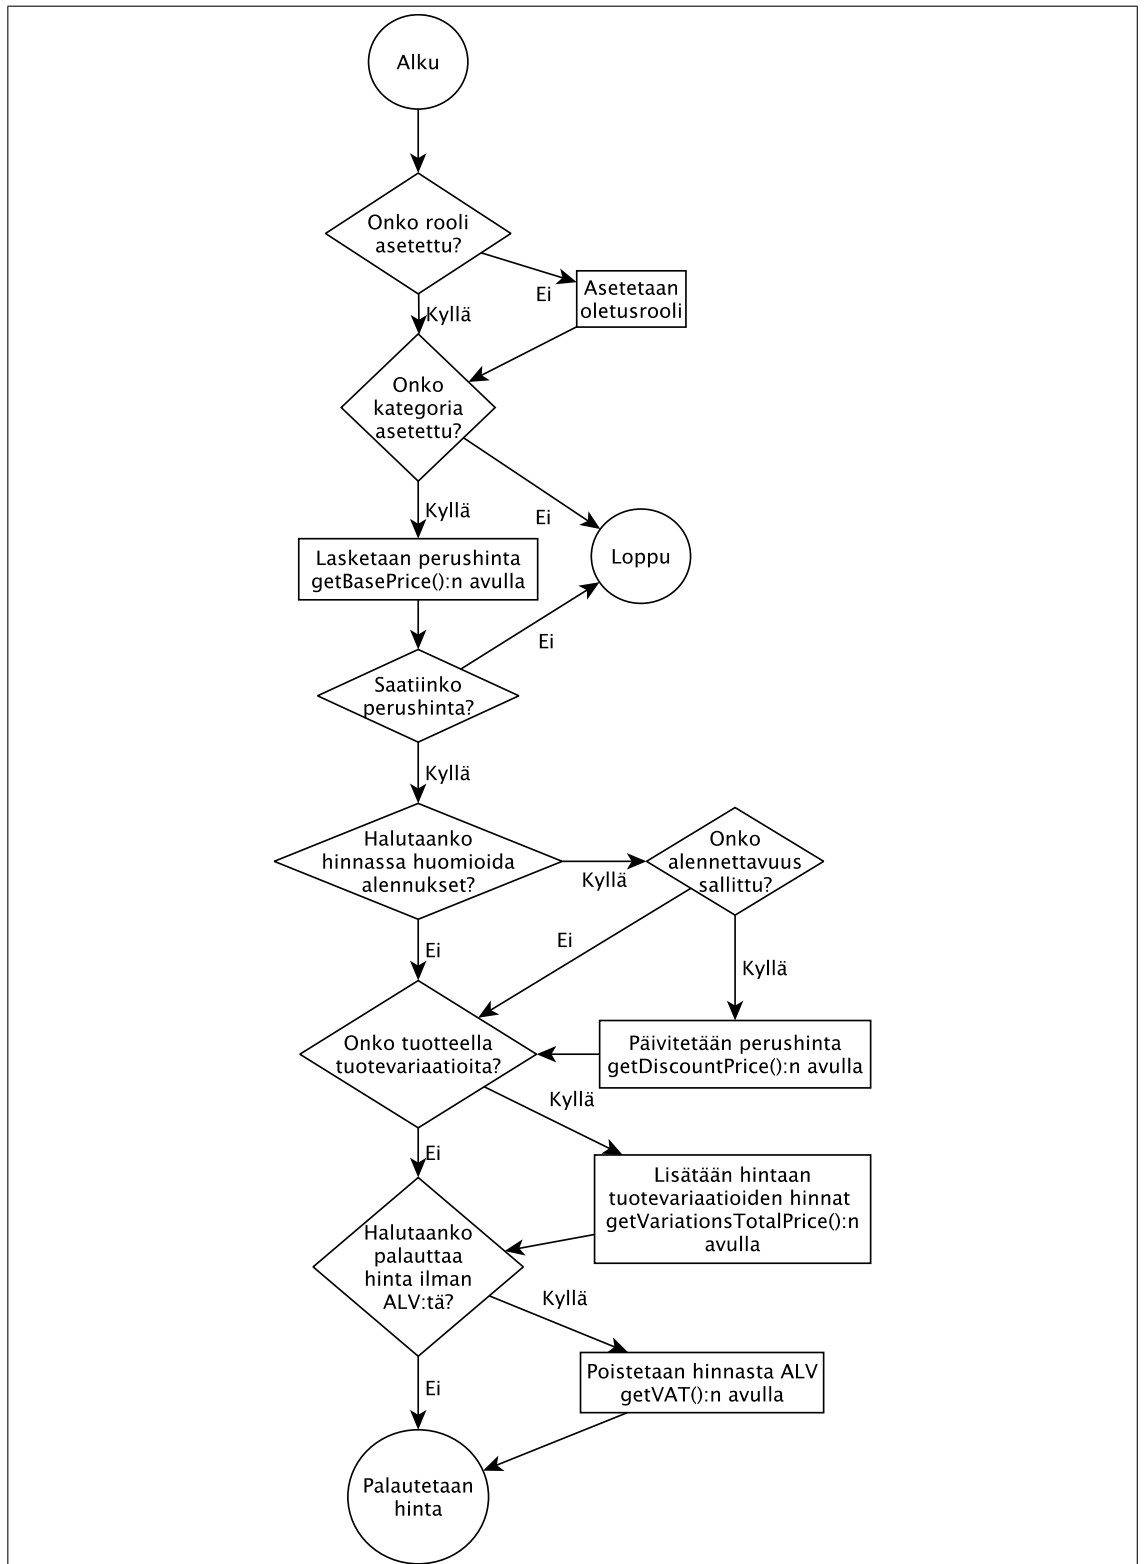 Alku
Onko rooli
asetettu?
Ei
Asetetaan
oletusrooli
Kyllä
Onko
kategoria
asetettu?
Kyllä
Ei
Lasketaan perushinta
getBasePrice():n avulla
Loppu
Ei
Saatiinko
perushinta?
Kyllä
Halutaanko
hinnassa huomioida
alennukset?
Kyllä
Onko
alennettavuus
sallittu?
Ei
Ei
Kyllä
Onko tuotteella
tuotevariaatioita?
Päivitetään perushinta
getDiscountPrice():n avulla
Kyllä
Ei
Lisätään hintaan
tuotevariaatioiden hinnat
getVariationsTotalPrice():n
avulla
Halutaanko
palauttaa
hinta ilman
ALV:tä?
Kyllä
Ei
Poistetaan hinnasta ALV
getVAT():n avulla
Palautetaan
hinta